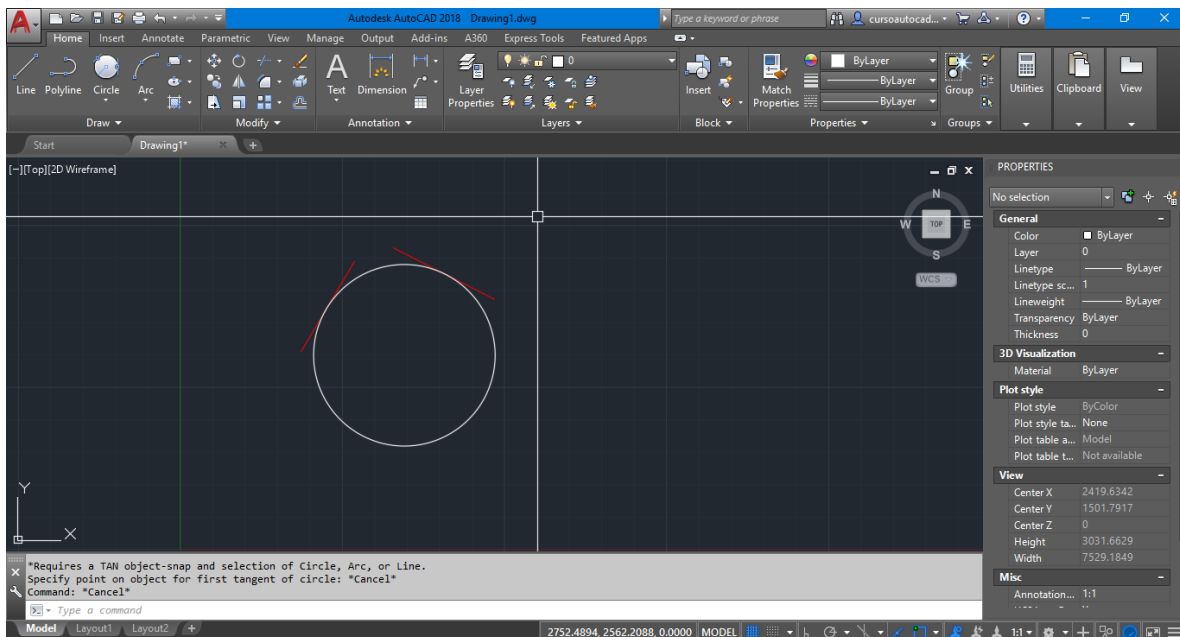 Autodesk AutoCAD 2018 Drawing1.dwg
Type a keyword or phrase
cursoautocad...
Home Insert Annotate Parametric View Manage Output Add-ins A360 Express Tools Featured Apps
Line Polyline Circle Arc
Text Dimension
Layer Properties
0
Insert
Match Properties
ByLayer
ByLayer
ByLayer
Group
Utilities Clipboard View
Draw Modify Annotation Layers Block Properties Groups
Start Drawing1*
[−][Top][2D Wireframe]
N
W TOP E
S
WCS
Y
X
PROPERTIES
No selection
General
Color ByLayer
Layer 0
Linetype ByLayer
Linetype sc... 1
Lineweight ByLayer
Transparency ByLayer
Thickness 0
3D Visualization
Material ByLayer
Plot style
Plot style ByColor
Plot style ta... None
Plot table a... Model
Plot table t... Not available
View
Center X 2419.6342
Center Y 1501.7917
Center Z 0
Height 3031.6629
Width 7529.1849
Misc
Annotation... 1:1
*Requires a TAN object-snap and selection of Circle, Arc, or Line.
Specify point on object for first tangent of circle: *Cancel*
Command: *Cancel*
Type a command
Model Layout1 Layout2 +
2752.4894, 2562.2088, 0.0000 MODEL 1:1